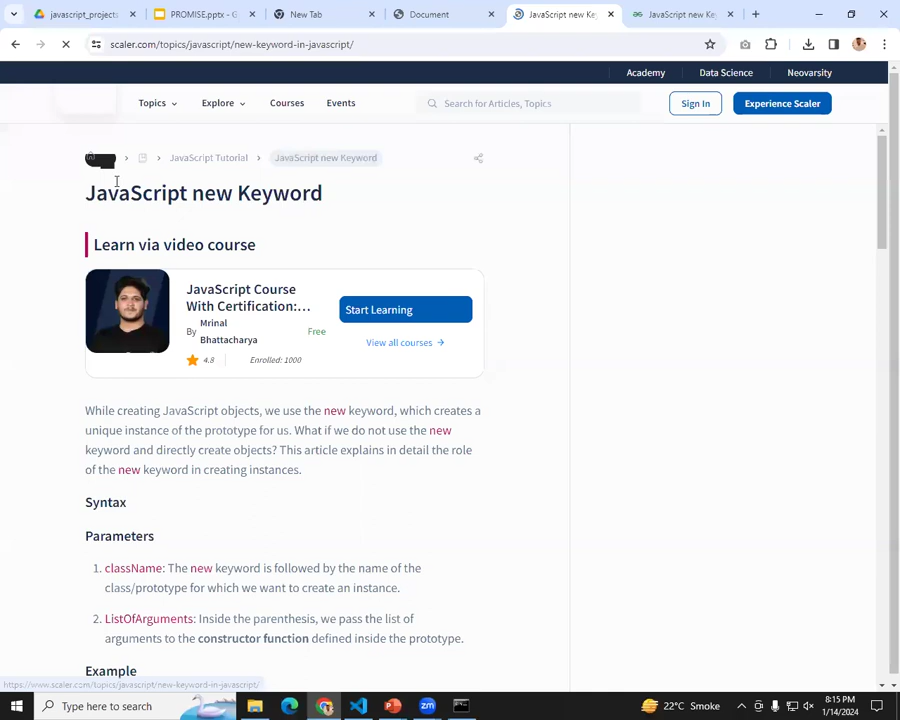 javascript_projects
PROMISE.pptx - G
New Tab
Document
JavaScript new Ke
JavaScript new Ke
scaler.com/topics/javascript/new-keyword-in-javascript/
Academy
Data Science
Neovarsity
Topics
Explore
Courses
Events
Search for Articles, Topics
Sign In
Experience Scaler
JavaScript Tutorial
JavaScript new Keyword
JavaScript new Keyword
Learn via video course
JavaScript Course
With Certification:...
By
Mrinal
Bhattacharya
Free
4.8
Enrolled: 1000
Start Learning
View all courses
While creating JavaScript objects, we use the new keyword, which creates a
unique instance of the prototype for us. What if we do not use the new
keyword and directly create objects? This article explains in detail the role
of the new keyword in creating instances.
Syntax
Parameters
1. className: The new keyword is followed by the name of the
class/prototype for which we want to create an instance.
2. ListOfArguments: Inside the parenthesis, we pass the list of
arguments to the constructor function defined inside the prototype.
Example
https://www.scaler.com/topics/javascript/new-keyword-in-javascript/
Type here to search
22°C Smoke
8:15 PM
1/14/2024